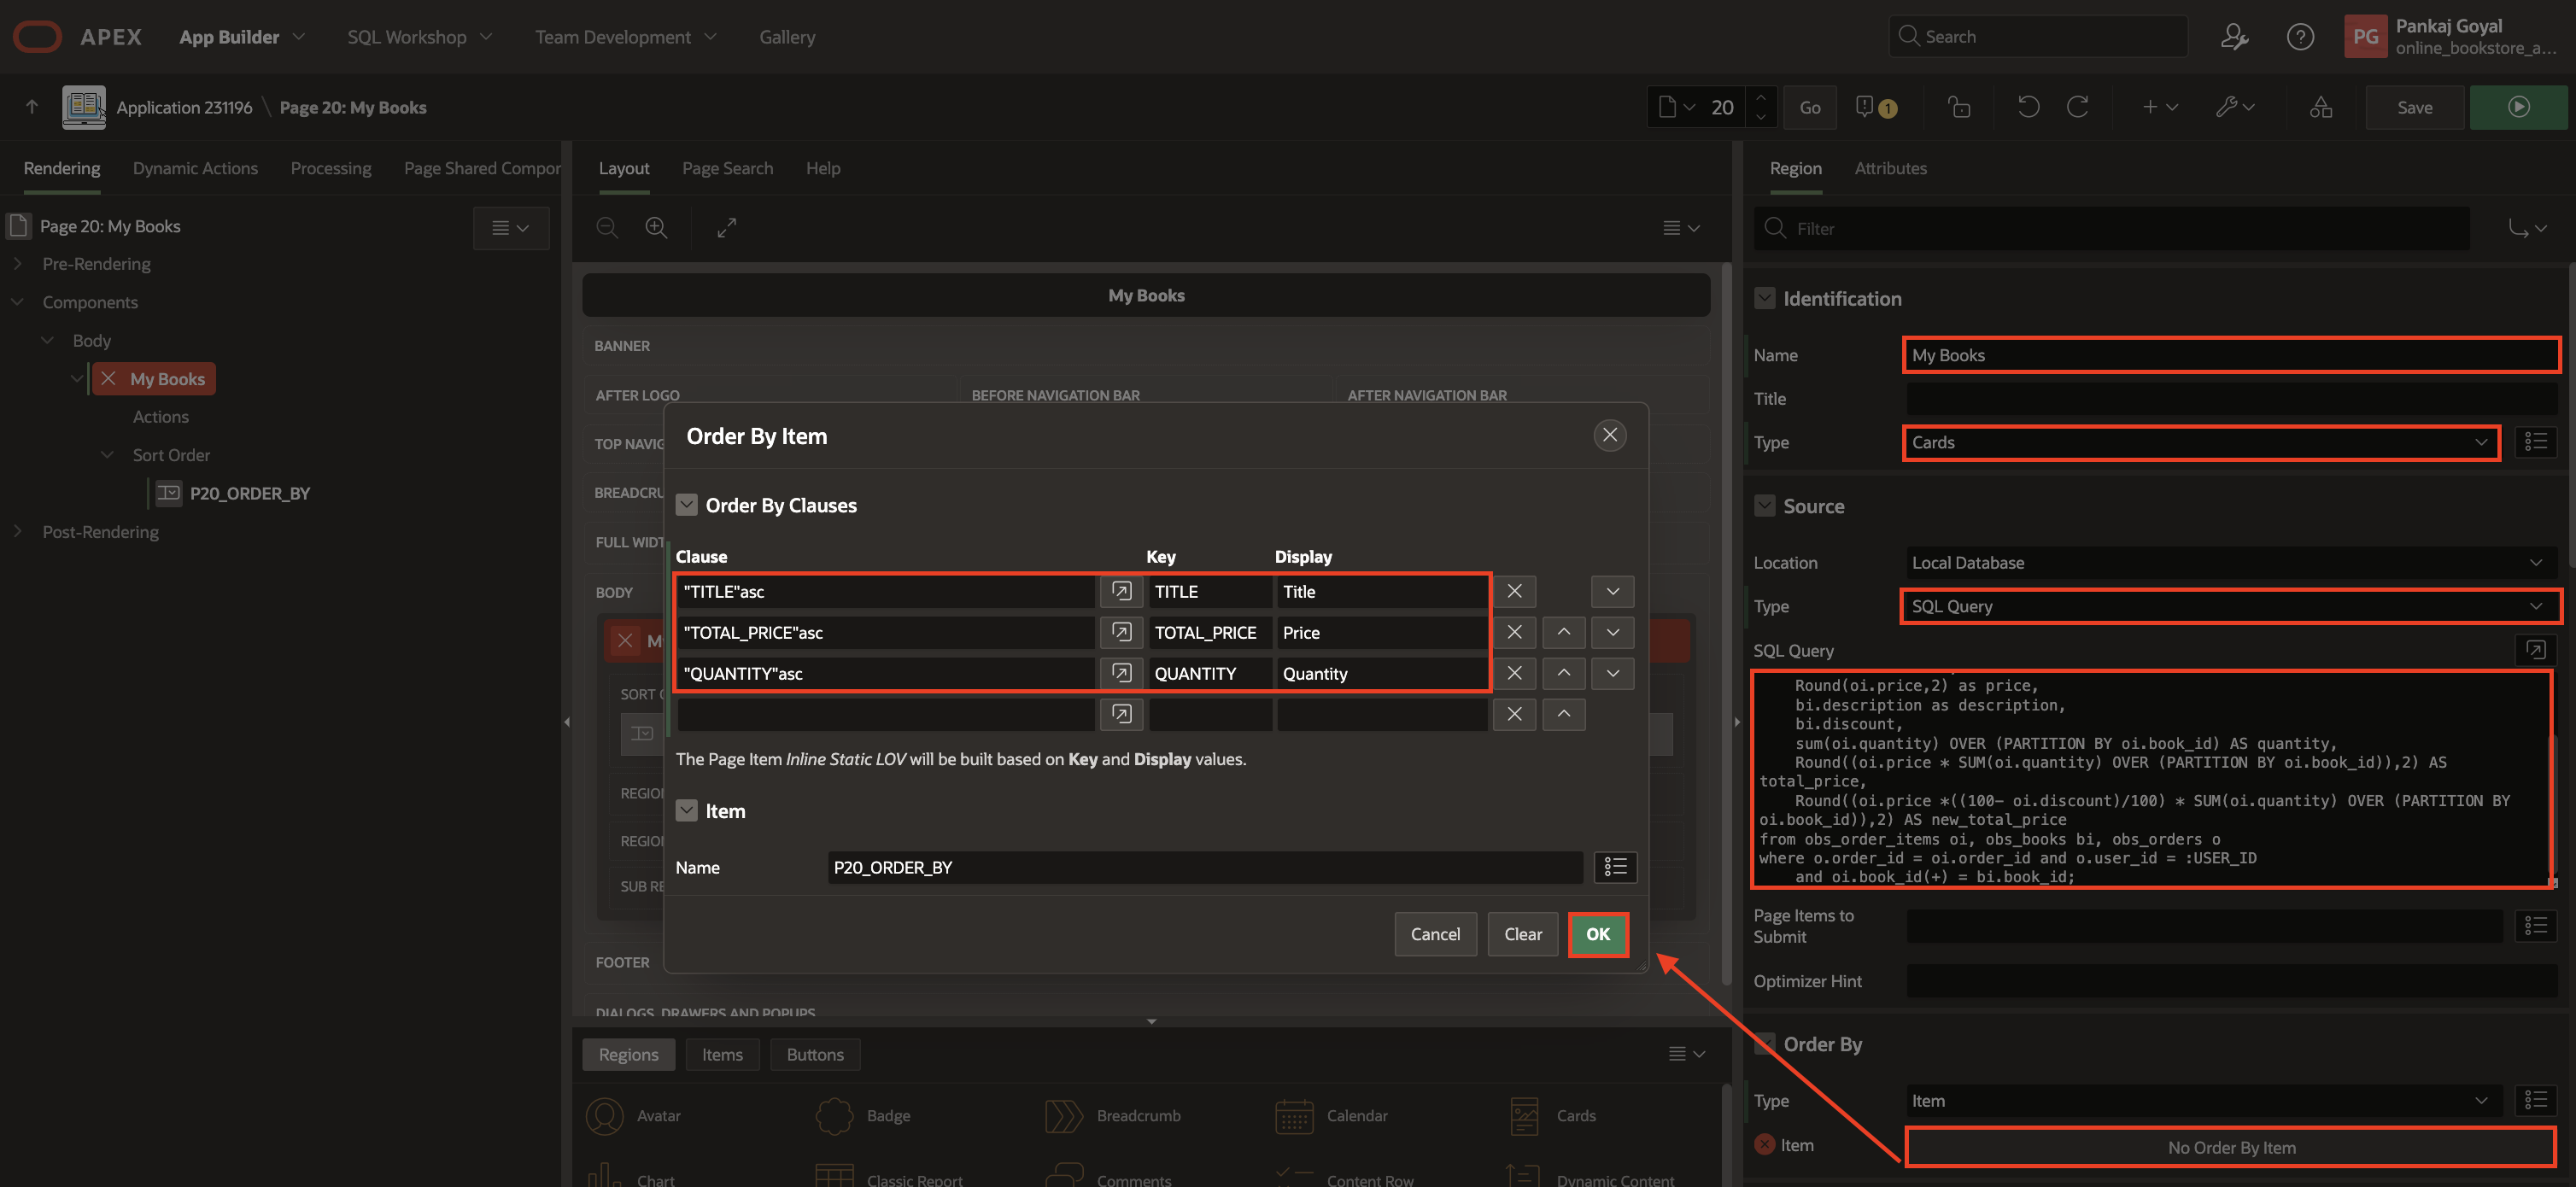 APEX App Builder SQL Workshop Team Development Gallery Search PG Pankaj Goyal
online_bookstore_a...
Application 231196 \ Page 20: My Books 20 Go 1 Save
Rendering Dynamic Actions Processing Page Shared Compor
Page 20: My Books
Pre-Rendering
Components
Body
My Books
Actions
Sort Order
P20_ORDER_BY
Post-Rendering
Layout Page Search Help
My Books
BANNER
AFTER LOGO BEFORE NAVIGATION BAR AFTER NAVIGATION BAR
TOP NAVIG
BREADCRU
FULL WIDT
BODY
M
SORT O
REGION
REGION
SUB RE
FOOTER
DIALOGS, DRAWERS AND POPUPS
Order By Item
Order By Clauses
Clause Key Display
"TITLE"asc TITLE Title
"TOTAL_PRICE"asc TOTAL_PRICE Price
"QUANTITY"asc QUANTITY Quantity
The Page Item Inline Static LOV will be built based on Key and Display values.
Item
Name P20_ORDER_BY
Cancel Clear OK
Regions Items Buttons
Avatar Badge Breadcrumb Calendar Cards
Chart Classic Report Comments Content Row Dynamic Content
Region Attributes
Filter
Identification
Name My Books
Title
Type Cards
Source
Location Local Database
Type SQL Query
SQL Query
Round(oi.price,2) as price,
bi.description as description,
bi.discount,
sum(oi.quantity) OVER (PARTITION BY oi.book_id) AS quantity,
Round((oi.price * SUM(oi.quantity) OVER (PARTITION BY oi.book_id)),2) AS
total_price,
Round((oi.price *((100- oi.discount)/100) * SUM(oi.quantity) OVER (PARTITION BY
oi.book_id)),2) AS new_total_price
from obs_order_items oi, obs_books bi, obs_orders o
where o.order_id = oi.order_id and o.user_id = :USER_ID
and oi.book_id(+) = bi.book_id;
Page Items to
Submit
Optimizer Hint
Order By
Type Item
Item No Order By Item